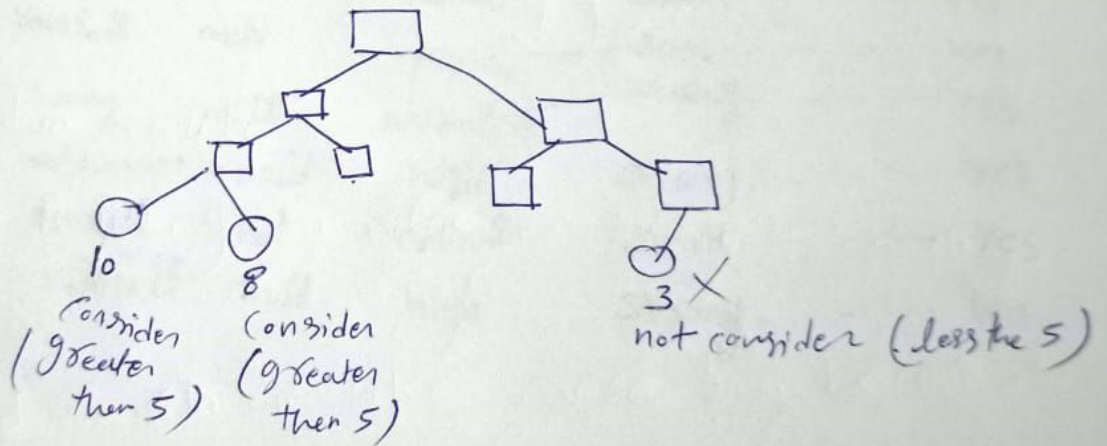 10
Consider
(greater
then 5)
8
Consider
(greater
then 5)
3 X
not consider (less the 5)